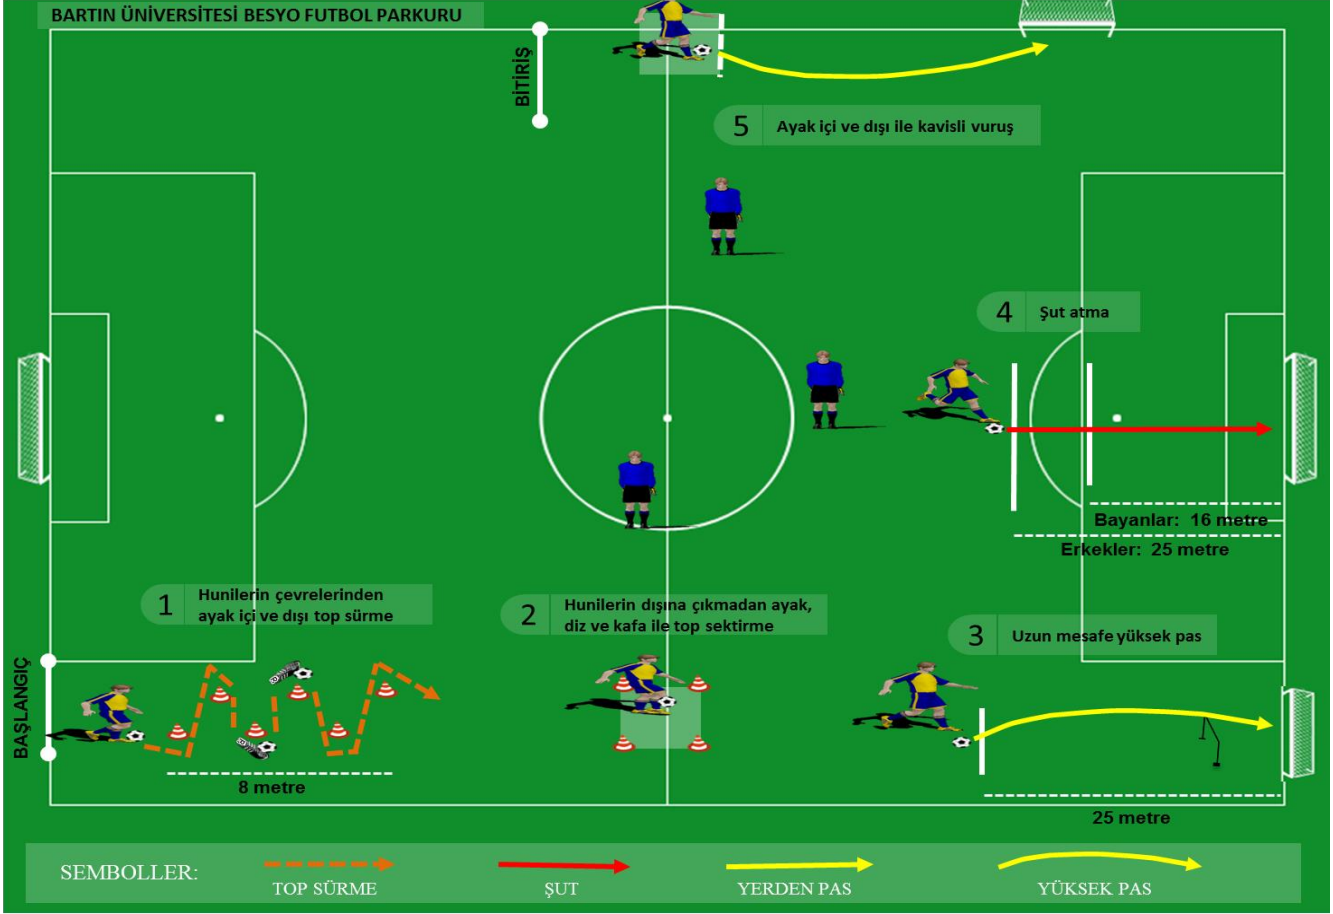 BARTIN ÜNİVERSİTESİ BESYO FUTBOL PARKURU
BİTİRİŞ
5 Ayak içi ve dışı ile kavisli vuruş
4 Şut atma
Bayanlar: 16 metre
Erkekler: 25 metre
1 Hunilerin çevrelerinden
ayak içi ve dışı top sürme
2 Hunilerin dışına çıkmadan ayak,
diz ve kafa ile top sektirme
3 Uzun mesafe yüksek pas
BAŞLANGIÇ
8 metre
25 metre
SEMBOLLER:
TOP SÜRME
ŞUT
YERDEN PAS
YÜKSEK PAS